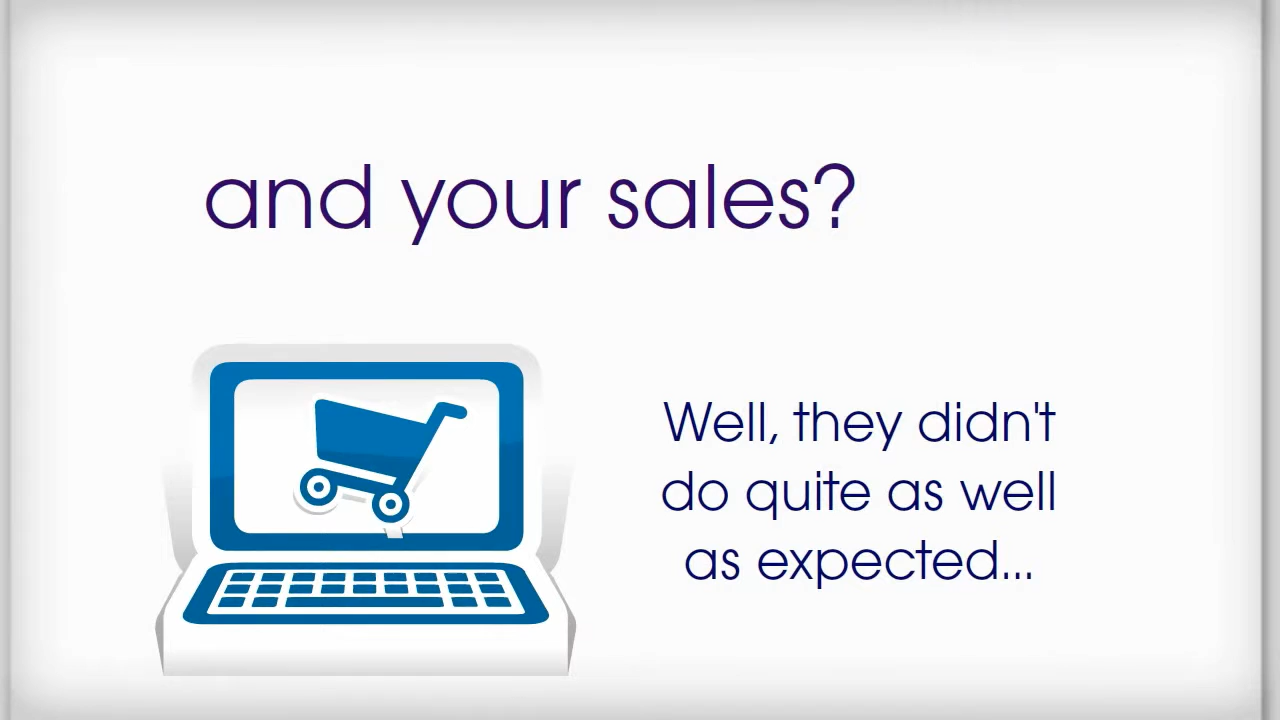 and your sales?
Well, they didn't
do quite as well
as expected...